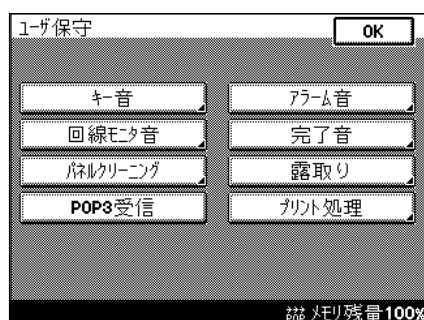 ﾕｰｻﾞ保守
OK
キー音
ｱﾗｰﾑ音
回線ﾓﾆﾀ音
完了音
ﾊﾟﾈﾙｸﾘｰﾆﾝｸﾞ
露取り
POP3受信
ﾌﾟﾘﾝﾄ処理
ﾒﾓﾘ残量100%